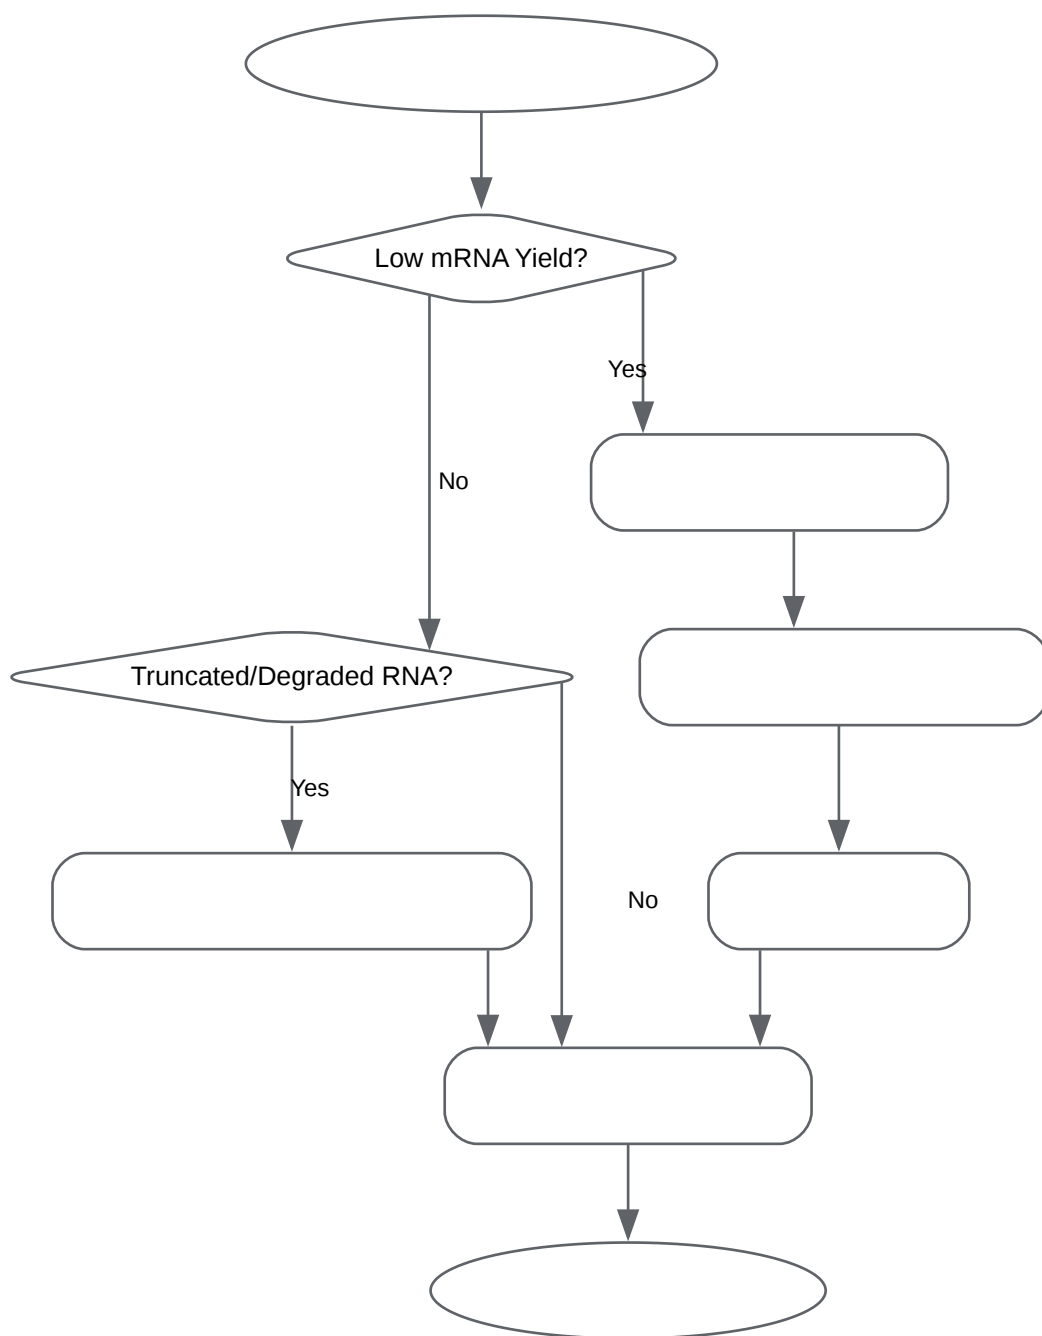 Low mRNA Yield?
Yes
No
Truncated/Degraded RNA?
Yes
No